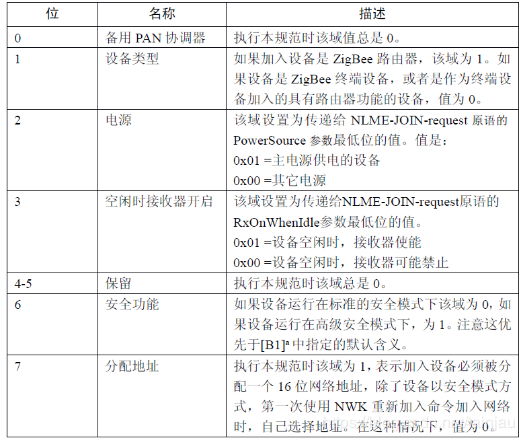 位 名称 描述
0 备用 PAN 协调器 执行本规范时该域值总是 0。
1 设备类型 如果加入设备是 ZigBee 路由器，该域为 1。如
果设备是 ZigBee 终端设备，或者是作为终端设
备加入的具有路由器功能的设备，值为 0。
2 电源 该域设置为传递给 NLME-JOIN-request 原语的
PowerSource 参数最低位的值。值是：
0x01 =主电源供电的设备
0x00 =其它电源
3 空闲时接收器开启 该域设置为传递给NLME-JOIN-request原语的
RxOnWhenIdle参数最低位的值。
0x01 =设备空闲时，接收器使能
0x00 =设备空闲时，接收器可能禁止
4-5 保留 执行本规范时该域总是 0。
6 安全功能 如果设备运行在标准的安全模式下该域为 0，如
果设备运行在高级安全模式下，为 1。注意这优
先于[B1]ª 中指定的默认含义。
7 分配地址 执行本规范时该域为 1，表示加入设备必须被分
配一个 16 位网络地址，除了设备以安全模式方
式，第一次使用 NWK 重新加入命令加入网络
时，自己选择地址。在这种情况下，值为 0。